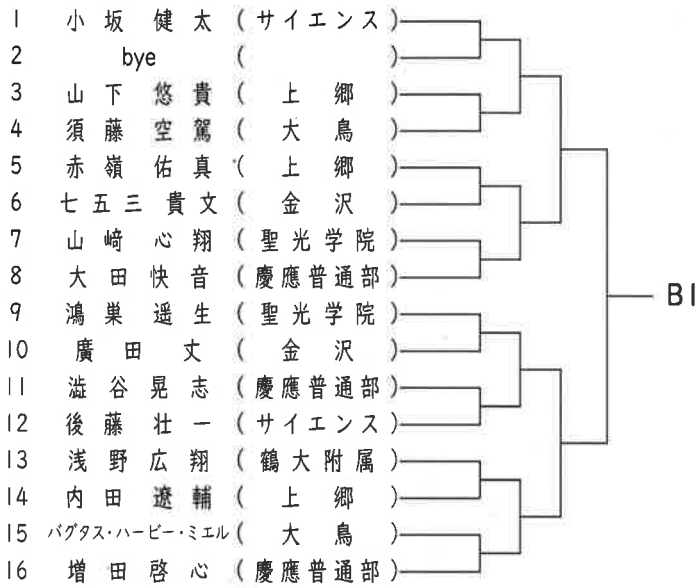 1 小坂 健太 (サイエンス)
2 bye ( )
3 山下 悠貴 (上郷)
4 須藤 空駕 (大鳥)
5 赤嶺 佑真 (上郷)
6 七五三 貴文 (金沢)
7 山﨑 心翔 (聖光学院)
8 大田快音 (慶應普通部)
9 鴻巣 遥生 (聖光学院)
10 廣田 丈 (金沢)
11 澁谷晃志 (慶應普通部)
12 後藤 壮一 (サイエンス)
13 浅野広翔 (鶴大附属)
14 内田 遼輔 (上郷)
15 バグタス・ハービー・ミエル (大鳥)
16 増田啓心 (慶應普通部)
B1